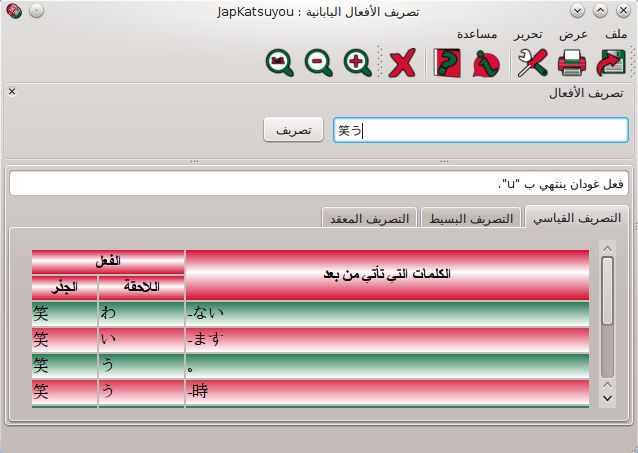 تصريف الأفعال اليابانية : JapKatsuyou
ملف عرض تحرير مساعدة
1:1
تصريف الأفعال
笑う تصريف
فعل غودان ينتهي ب "u".
التصريف القياسي التصريف البسيط التصريف المعقد
الفعل الكلمات التي تأتي من بعد
الجذر اللاحقة
笑 わ -ない
笑 い -ます
笑 う 。
笑 う -時